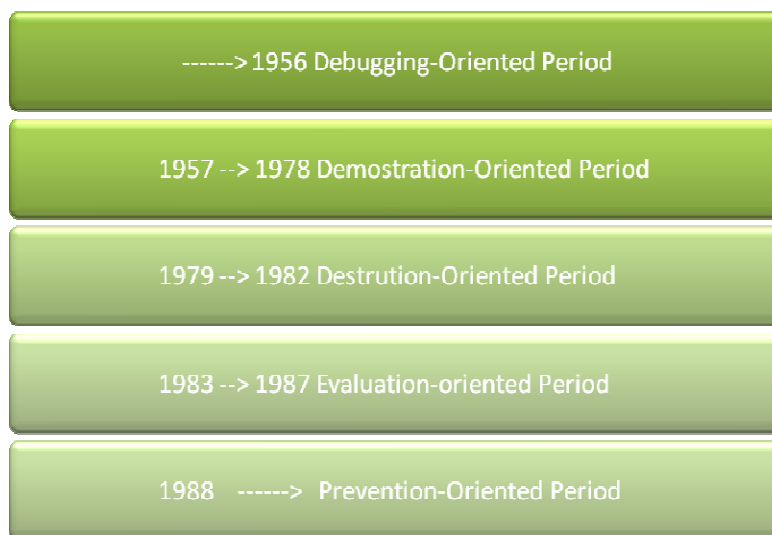 ------> 1956 Debugging-Oriented Period
1957 --> 1978 Demostration-Oriented Period
1979 --> 1982 Destrution-Oriented Period
1983 --> 1987 Evaluation-oriented Period
1988 ------> Prevention-Oriented Period